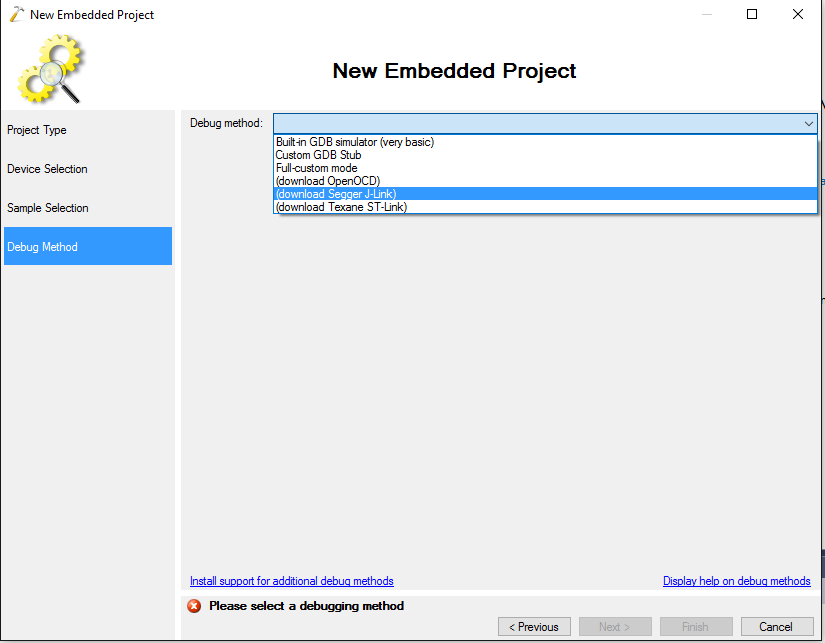 New Embedded Project
New Embedded Project
Project Type
Device Selection
Sample Selection
Debug Method
Debug method:
Built-in GDB simulator (very basic)
Custom GDB Stub
Full-custom mode
(download OpenOCD)
(download Segger J-Link)
(download Texane ST-Link)
Install support for additional debug methods
Display help on debug methods
Please select a debugging method
< Previous
Next >
Finish
Cancel